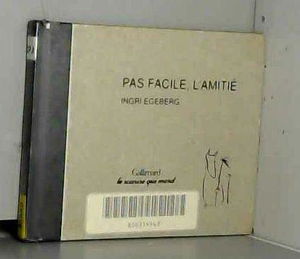 PAS FACILE, L'AMITIÉ
INGRI EGEBERG
Gallimard
le sourire qui mord